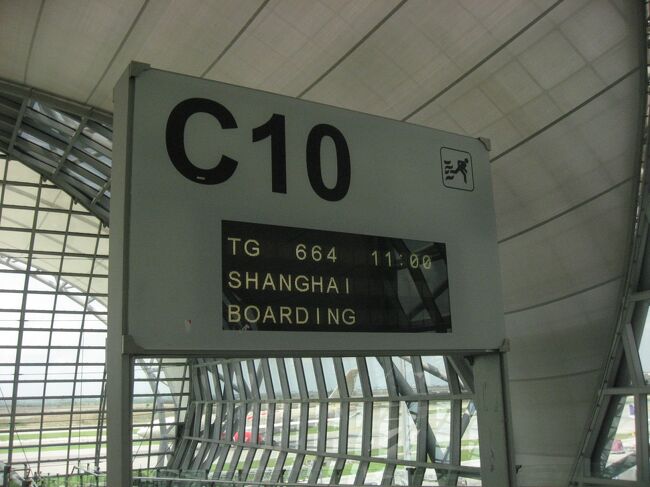 C10
TG 664 11:00
SHANGHAI
BOARDING